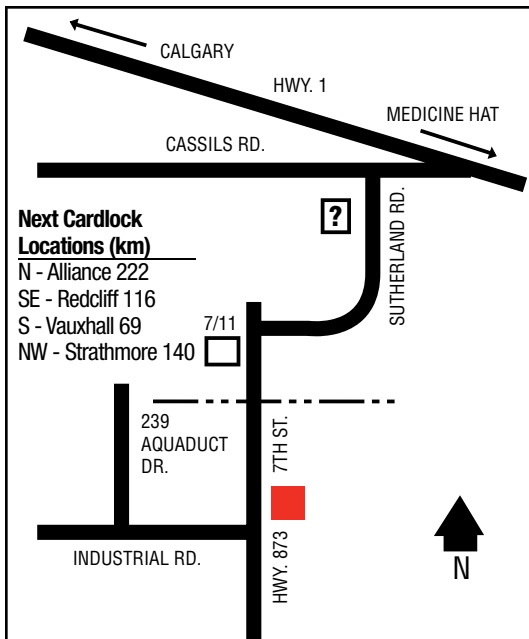 CALGARY
HWY. 1
MEDICINE HAT
CASSILS RD.
?
SUTHERLAND RD.
Next Cardlock
Locations (km)
N - Alliance 222
SE - Redcliff 116
S - Vauxhall 69
NW - Strathmore 140
7/11
239
AQUADUCT
DR.
7TH ST.
HWY. 873
INDUSTRIAL RD.
N